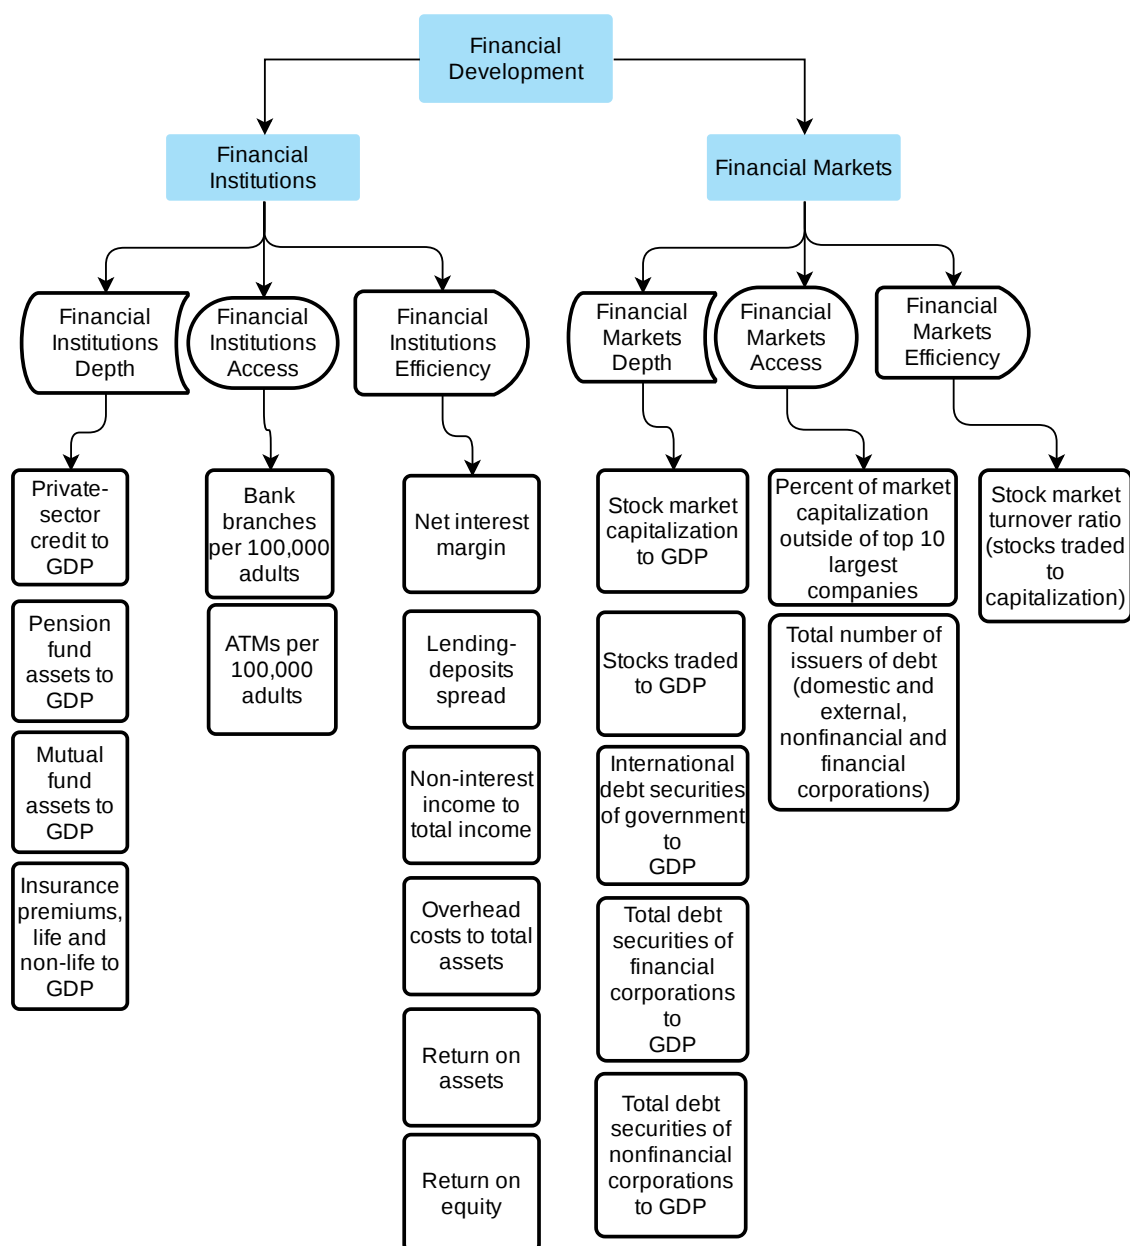 Financial
Development
Financial
Institutions
Financial Markets
Financial
Institutions
Depth
Financial
Institutions
Access
Financial
Institutions
Efficiency
Financial
Markets
Depth
Financial
Markets
Access
Financial
Markets
Efficiency
Private-
sector
credit to
GDP
Pension
fund
assets to
GDP
Mutual
fund
assets to
GDP
Insurance
premiums,
life and
non-life to
GDP
Bank
branches
per 100,000
adults
ATMs per
100,000
adults
Net interest
margin
Lending-
deposits
spread
Non-interest
income to
total income
Overhead
costs to total
assets
Return on
assets
Return on
equity
Stock market
capitalization
to GDP
Stocks traded
to GDP
International
debt securities
of government
to
GDP
Total debt
securities of
financial
corporations
to
GDP
Total debt
securities of
nonfinancial
corporations
to GDP
Percent of market
capitalization
outside of top 10
largest
companies
Total number of
issuers of debt
(domestic and
external,
nonfinancial and
financial
corporations)
Stock market
turnover ratio
(stocks traded
to
capitalization)